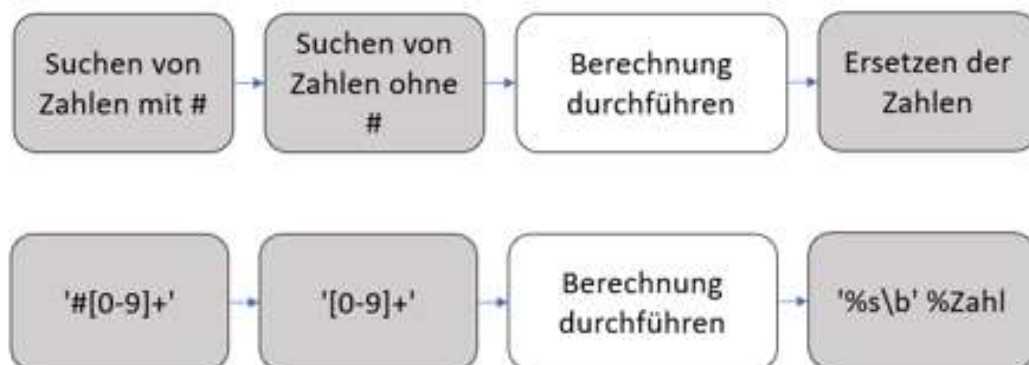 Suchen von
Zahlen mit #
Suchen von
Zahlen ohne
#
Berechnung
durchführen
Ersetzen der
Zahlen
'#[0-9]+'
'[0-9]+'
Berechnung
durchführen
'%s\b' %Zahl